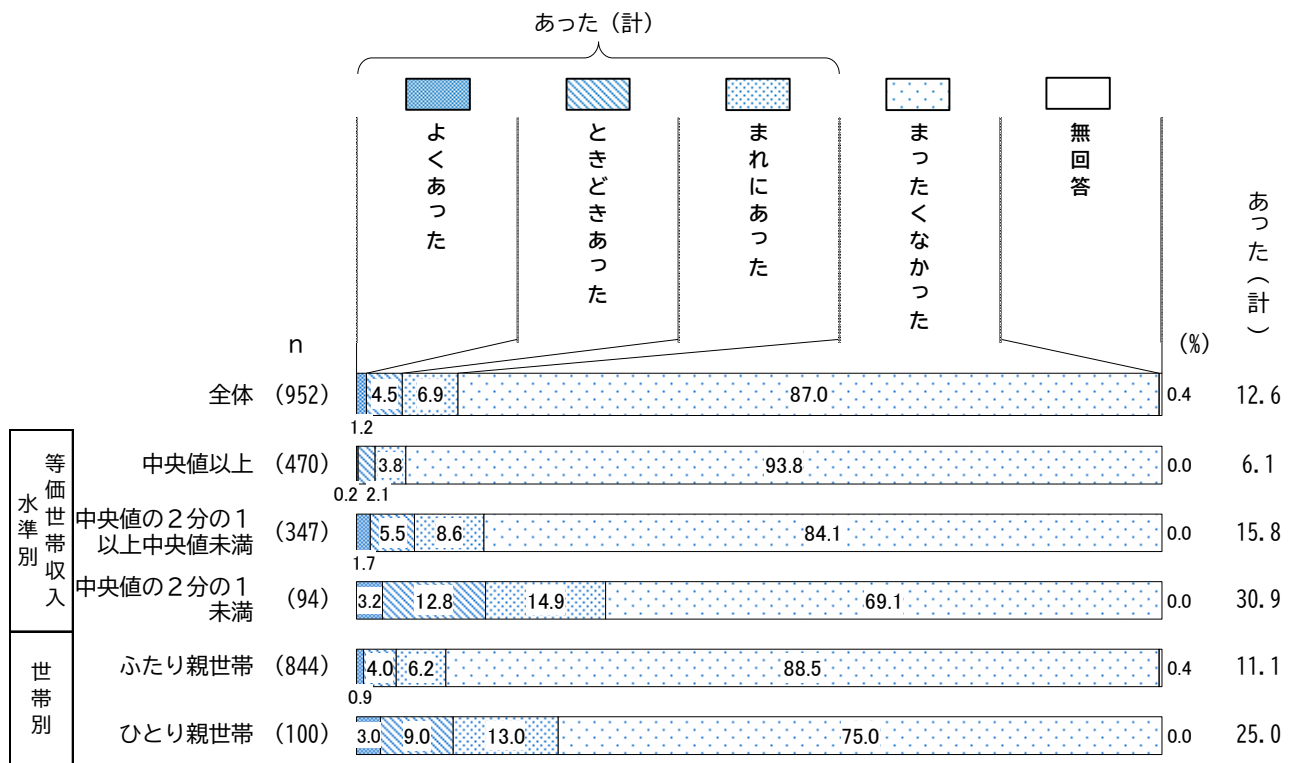 あった（計）
よくあった
ときどきあった
まれにあった
まったくなかった
無回答
あった（計）
n
(%)
全体 (952) 4.5 6.9 87.0 0.4 12.6
1.2
等価世帯収入
水準別
中央値以上 (470) 3.8 93.8 0.0 6.1
0.2 2.1
中央値の２分の１
以上中央値未満 (347) 5.5 8.6 84.1 0.0 15.8
1.7
中央値の２分の１
未満 (94) 3.2 12.8 14.9 69.1 0.0 30.9
世帯別
ふたり親世帯 (844) 4.0 6.2 88.5 0.4 11.1
0.9
ひとり親世帯 (100) 3.0 9.0 13.0 75.0 0.0 25.0